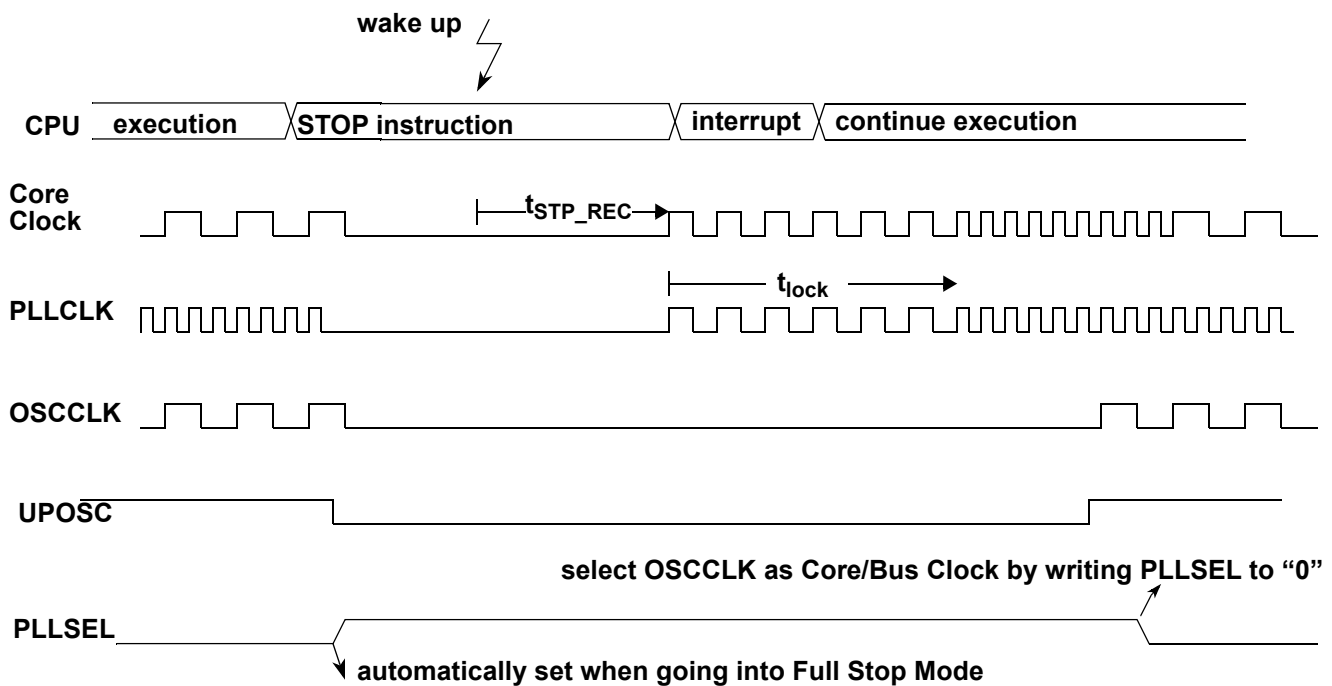 wake up
CPU execution STOP instruction interrupt continue execution
Core
Clock
tSTP_REC
tlock
PLLCLK
OSCCLK
UPOSC
select OSCCLK as Core/Bus Clock by writing PLLSEL to “0”
PLLSEL
automatically set when going into Full Stop Mode